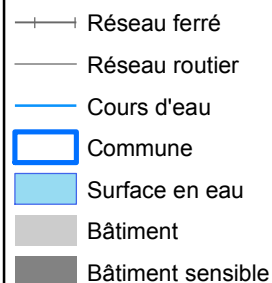 Réseau ferré
Réseau routier
Cours d'eau
Commune
Surface en eau
Bâtiment
Bâtiment sensible